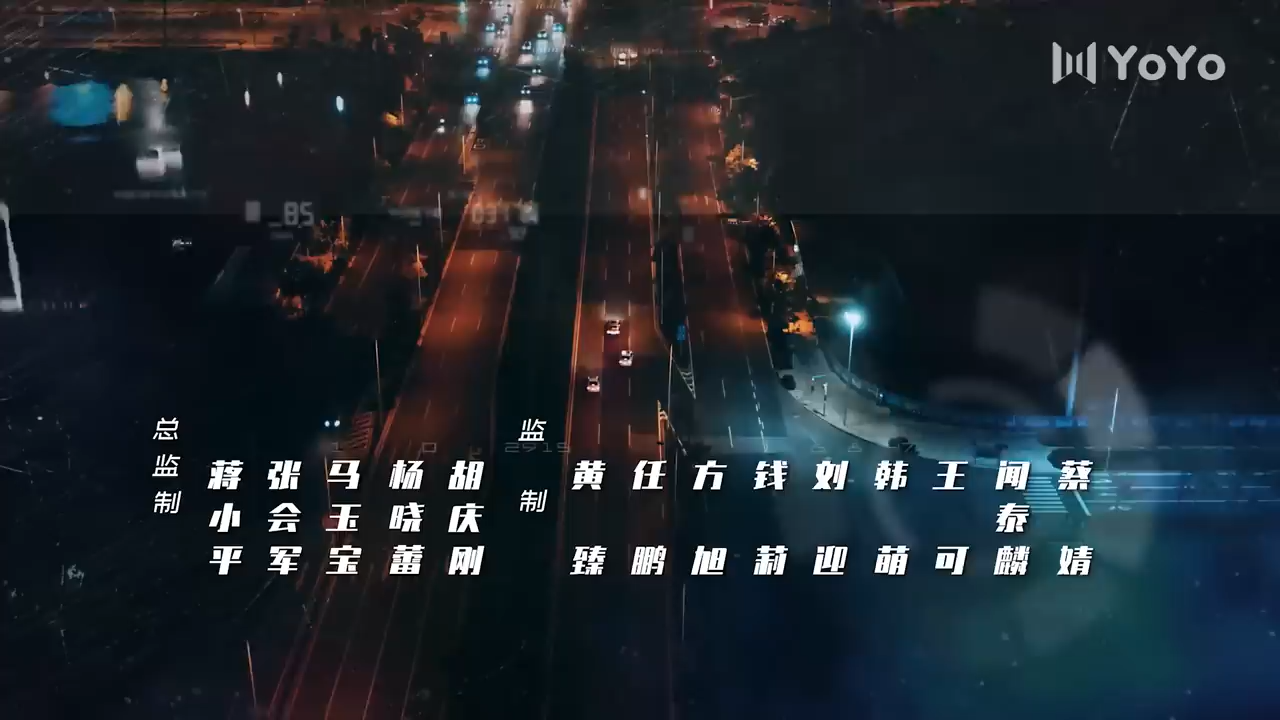 YoYo
总监制
蒋小平
张会军
马玉宝
杨晓蕾
胡庆刚
监制
黄臻
任鹏
方旭
钱莉
刘迎
韩萌
王可
闻泰麟
蔡婧